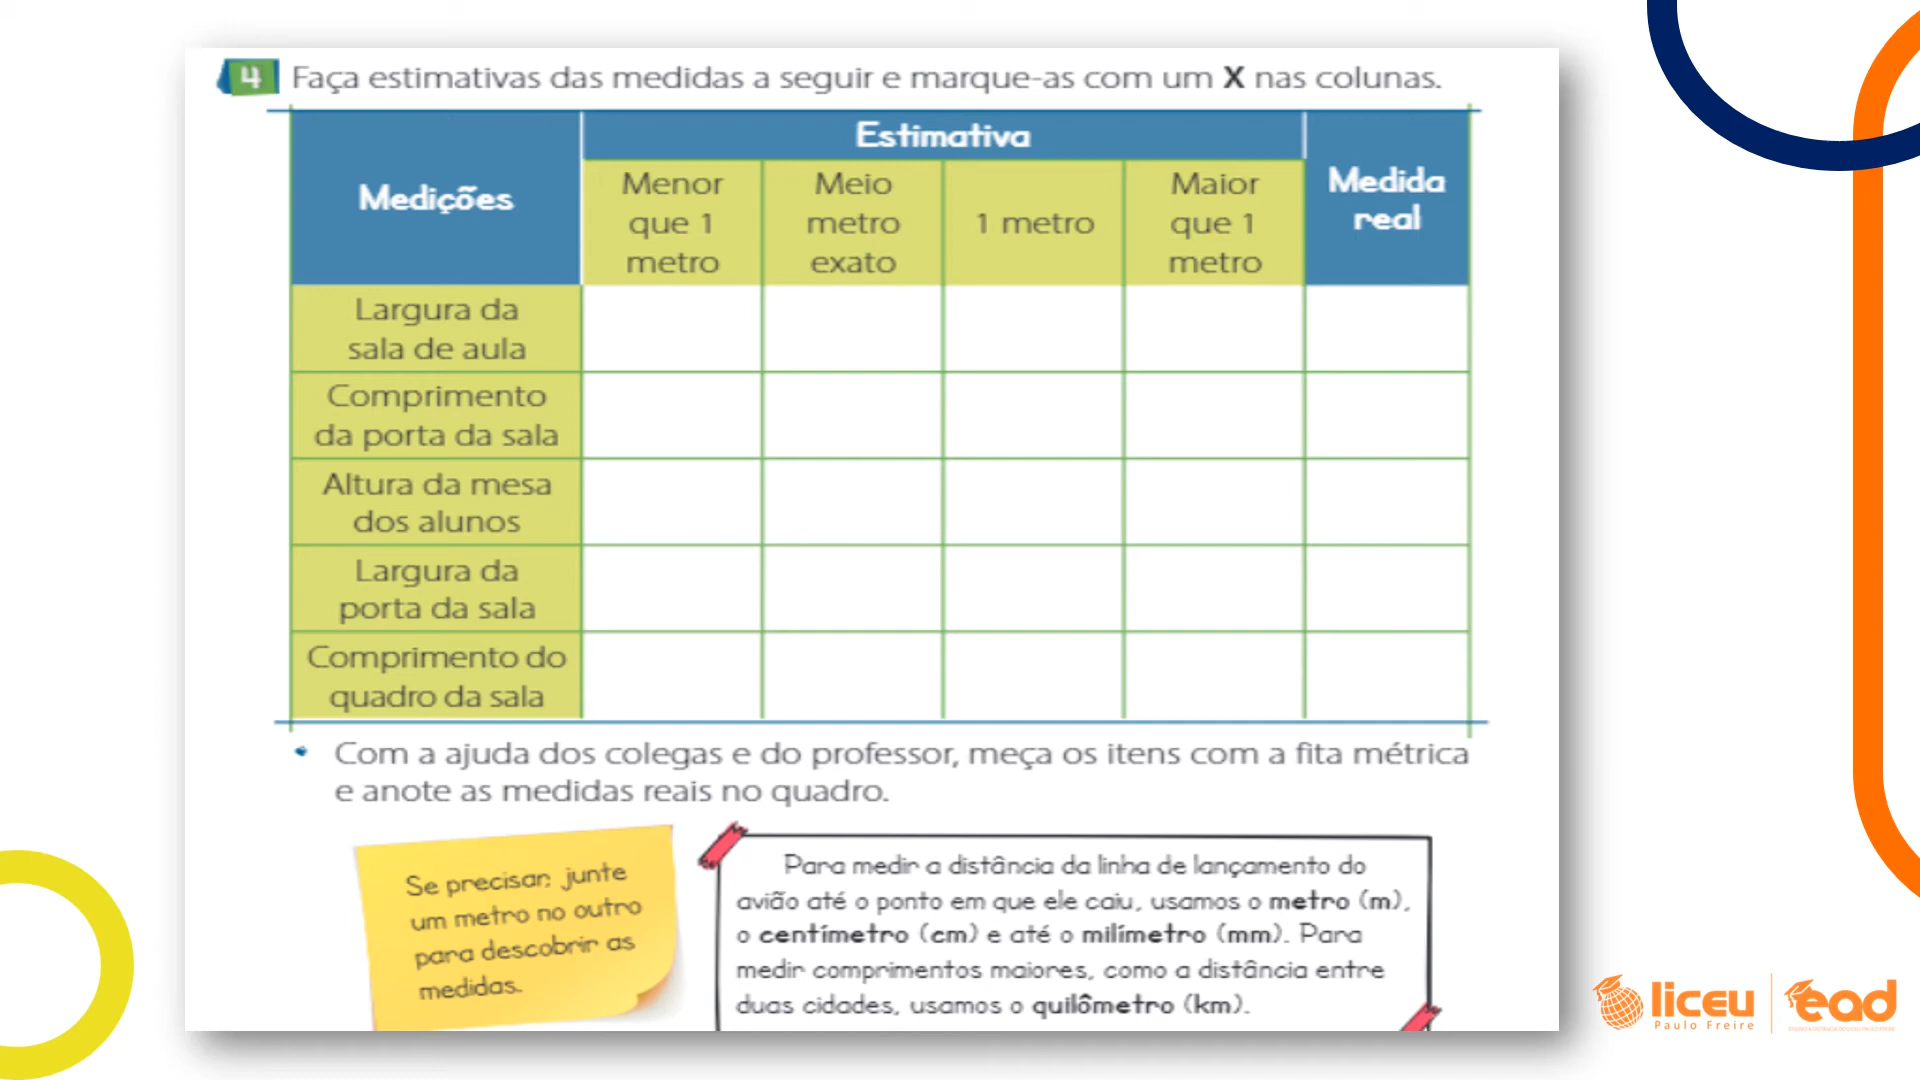 4 Faça estimativas das medidas a seguir e marque-as com um X nas colunas.
Medições
Estimativa
Medida
real
Menor
que 1
metro
Meio
metro
exato
1 metro
Maior
que 1
metro
Largura da
sala de aula
Comprimento
da porta da sala
Altura da mesa
dos alunos
Largura da
porta da sala
Comprimento do
quadro da sala
• Com a ajuda dos colegas e do professor, meça os itens com a fita métrica
e anote as medidas reais no quadro.
Se precisar, junte
um metro no outro
para descobrir as
medidas.
Para medir a distância da linha de lançamento do
avião até o ponto em que ele caiu, usamos o metro (m),
o centímetro (cm) e até o milímetro (mm). Para
medir comprimentos maiores, como a distância entre
duas cidades, usamos o quilômetro (km).
liceu
Paulo Freire
ead